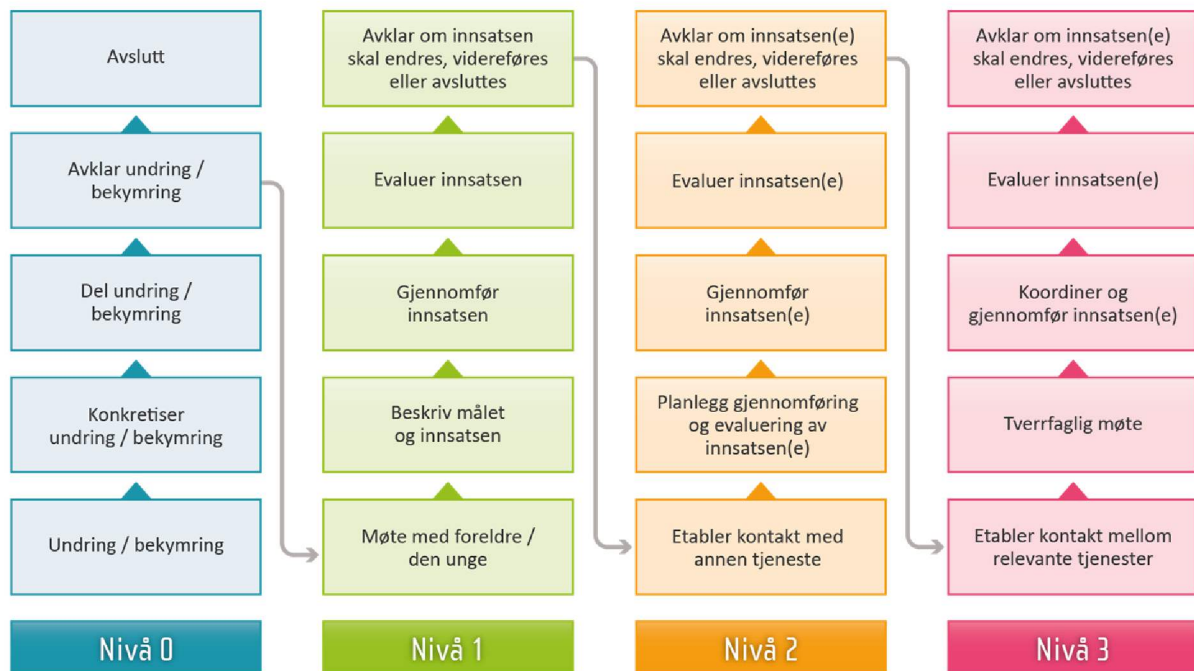 Avslutt
Avklar undring /
bekymring
Del undring /
bekymring
Konkretiser
undring / bekymring
Undring / bekymring
Nivå 0
Avklar om innsatsen
skal endres, videreføres
eller avsluttes
Evaluer innsatsen
Gjennomfør
innsatsen
Beskriv målet
og innsatsen
Møte med foreldre /
den unge
Nivå 1
Avklar om innsatsen(e)
skal endres, videreføres
eller avsluttes
Evaluer innsatsen(e)
Gjennomfør
innsatsen(e)
Planlegg gjennomføring
og evaluering av
innsatsen(e)
Etabler kontakt med
annen tjeneste
Nivå 2
Avklar om innsatsen(e)
skal endres, videreføres
eller avsluttes
Evaluer innsatsen(e)
Koordiner og
gjennomfør innsatsen(e)
Tverrfaglig møte
Etabler kontakt mellom
relevante tjenester
Nivå 3